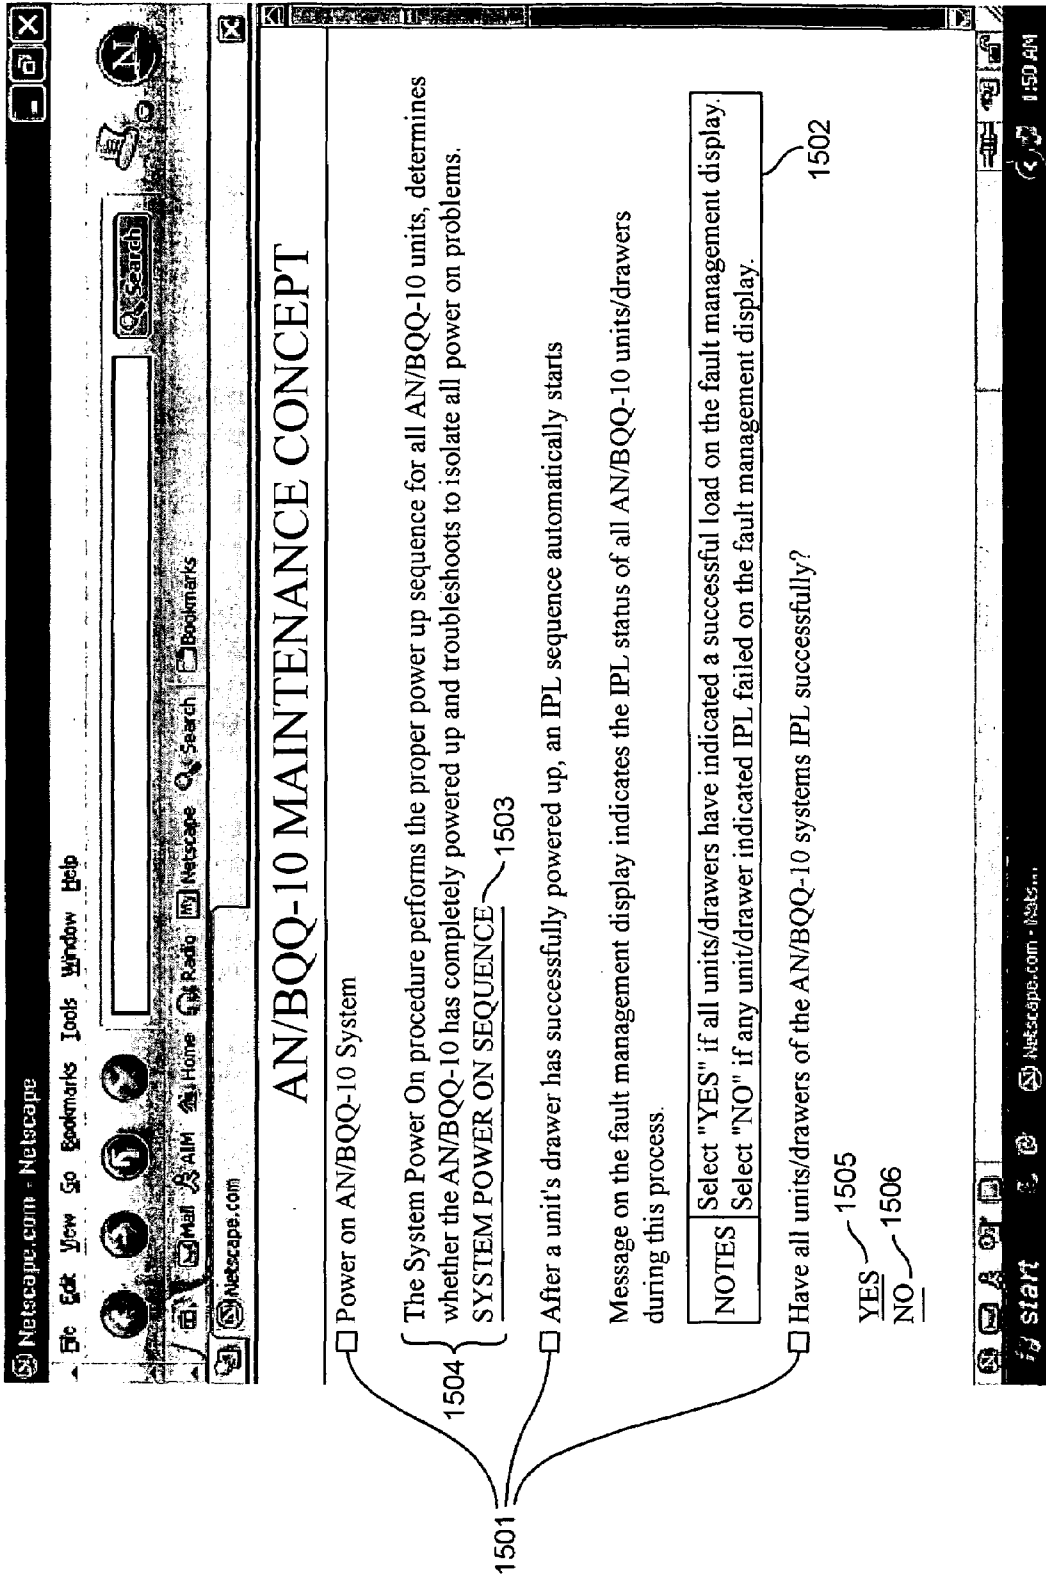 Netscape.com - Netscape
File Edit View Go Bookmarks Tools Window Help
Search
N
Mail AIM Home Radio My Netscape Search Bookmarks
Netscape.com
AN/BQQ-10 MAINTENANCE CONCEPT
Power on AN/BQQ-10 System
The System Power On procedure performs the proper power up sequence for all AN/BQQ-10 units, determines
whether the AN/BQQ-10 has completely powered up and troubleshoots to isolate all power on problems.
SYSTEM POWER ON SEQUENCE
1503
1504
After a unit's drawer has successfully powered up, an IPL sequence automatically starts
1501
Message on the fault management display indicates the IPL status of all AN/BQQ-10 units/drawers
during this process.
NOTES
Select "YES" if all units/drawers have indicated a successful load on the fault management display.
Select "NO" if any unit/drawer indicated IPL failed on the fault management display.
1502
Have all units/drawers of the AN/BQQ-10 systems IPL successfully?
YES
1505
NO
1506
start
Netscape.com - Nets...
1:50 AM